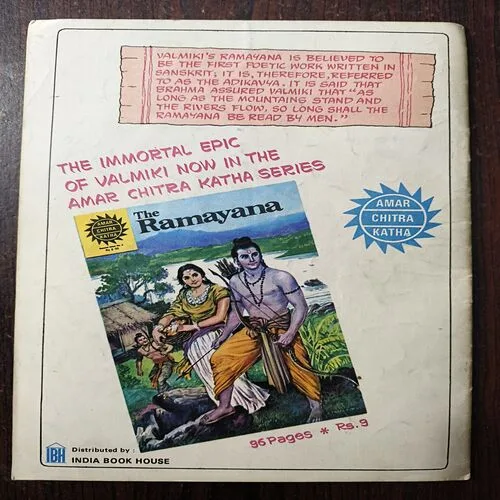 VALMIKI'S RAMAYANA IS BELIEVED TO
BE THE FIRST POETIC WORK WRITTEN IN
SANSKRIT; IT IS, THEREFORE, REFERRED
TO AS THE ADIKAVYA. IT IS SAID THAT
BRAHMA ASSURED VALMIKI THAT "AS
LONG AS THE MOUNTAINS STAND AND
THE RIVERS FLOW, SO LONG SHALL THE
RAMAYANA BE READ BY MEN."
THE IMMORTAL EPIC
OF VALMIKI NOW IN THE
AMAR CHITRA KATHA SERIES
AMAR
CHITRA
KATHA
AMAR
CHITRA
KATHA
The
Ramayana
96 Pages * Rs. 9
IBH
Distributed by :
INDIA BOOK HOUSE